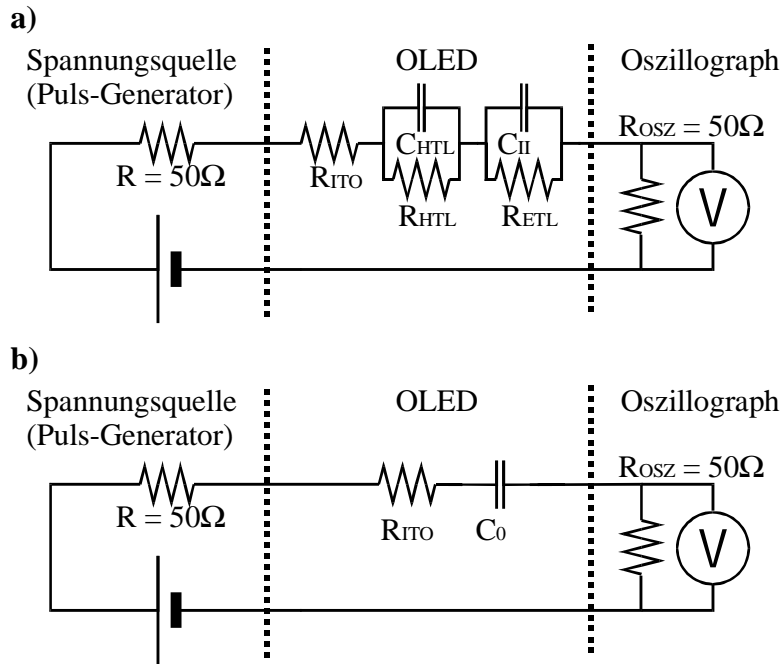 a)
Spannungsquelle OLED Oszillograph
(Puls-Generator)
ROSZ = 50Ω
CHTL CII
R = 50Ω RITO
RHTL RETL
V
b)
Spannungsquelle OLED Oszillograph
(Puls-Generator)
ROSZ = 50Ω
R = 50Ω RITO C0
V